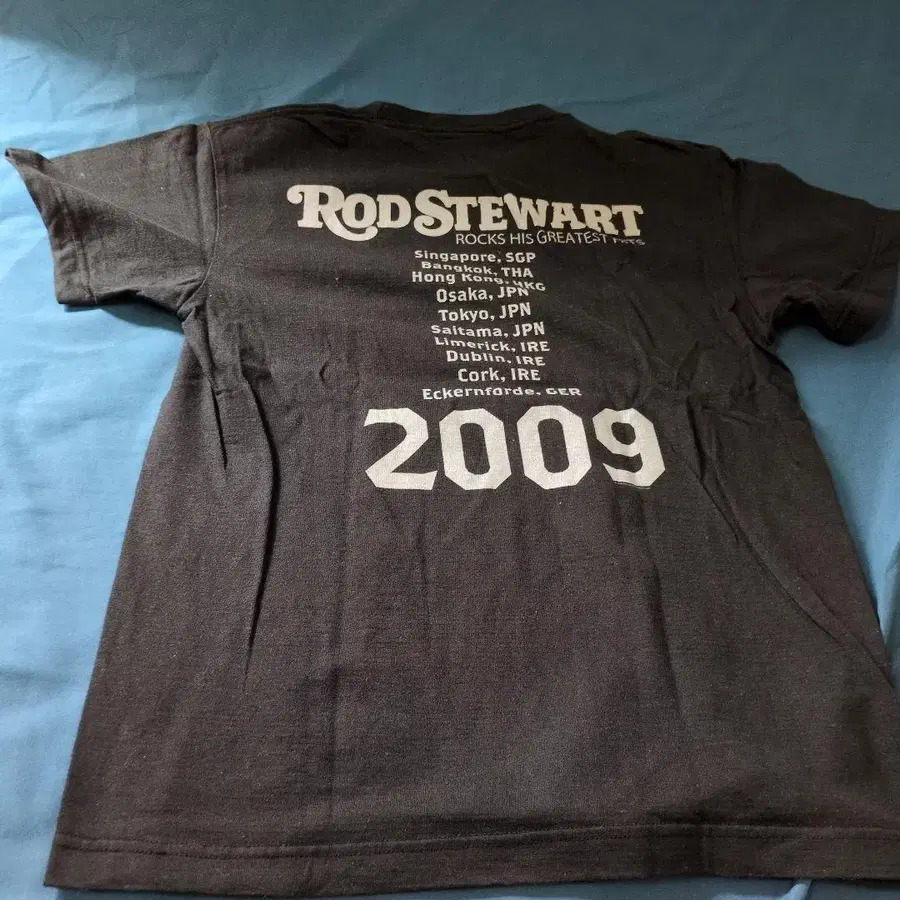 ROD STEWART
ROCKS HIS GREATEST HITS
Singapore, SGP
Bangkok, THA
Hong Kong, HKG
Osaka, JPN
Tokyo, JPN
Saitama, JPN
Limerick, IRE
Dublin, IRE
Cork, IRE
Eckernförde, GER
2009